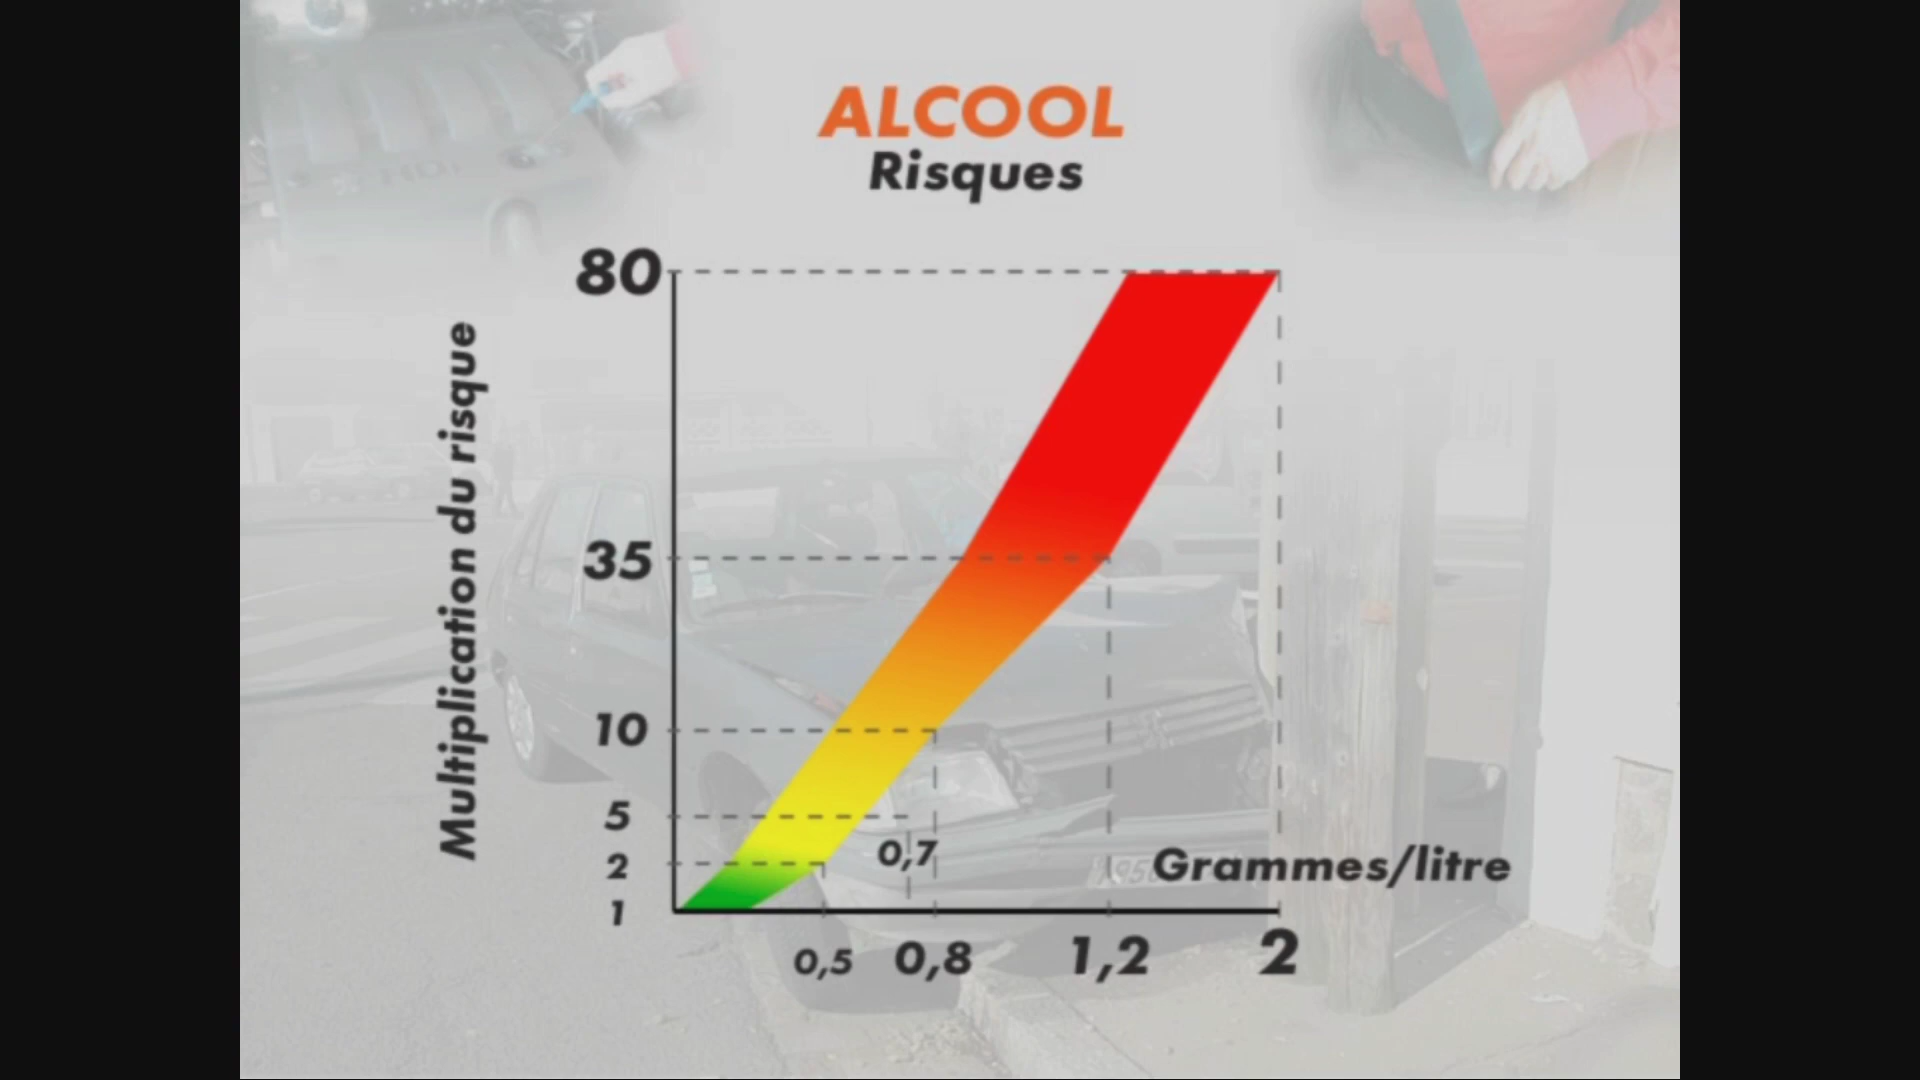 ALCOOL
Risques
80
35
10
5
2
1
Multiplication du risque
0,7
Grammes/litre
0,5
0,8
1,2
2